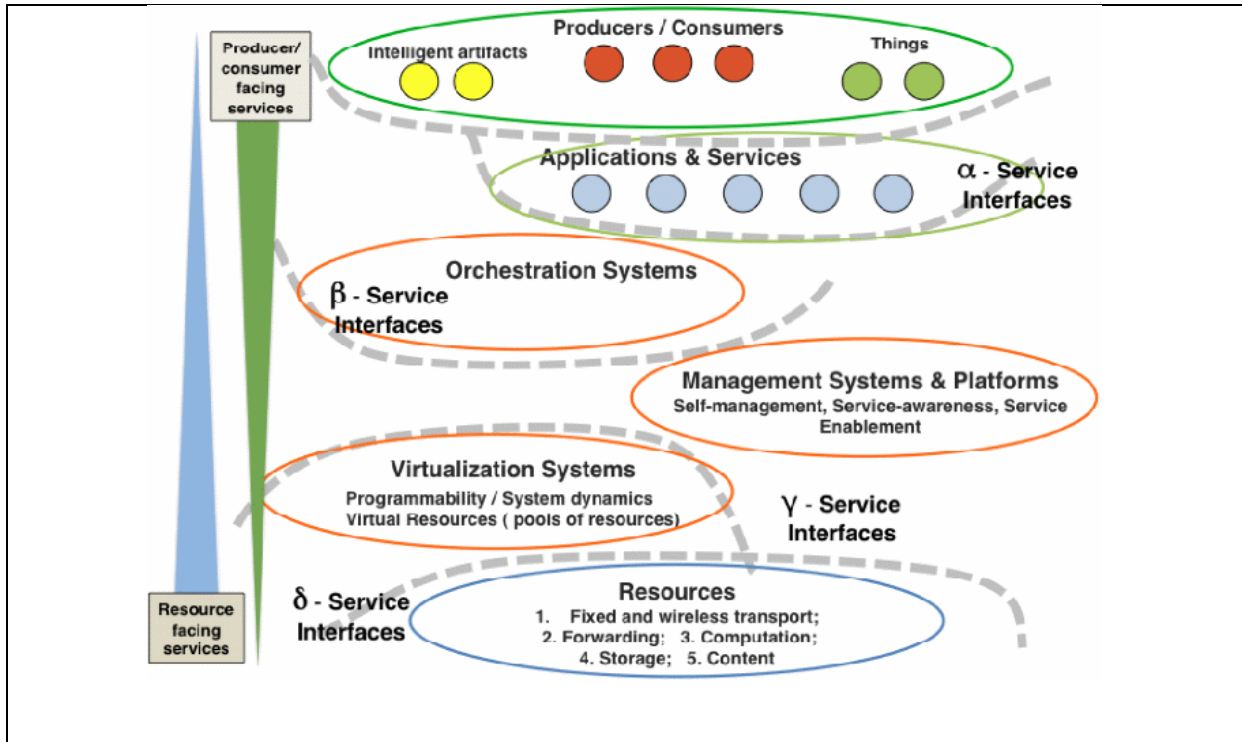 Producer/
consumer
facing
services
Producers / Consumers
Intelligent artifacts
Things
Applications & Services
α - Service
Interfaces
Orchestration Systems
β - Service
Interfaces
Management Systems & Platforms
Self-management, Service-awareness, Service
Enablement
Virtualization Systems
Programmability / System dynamics
Virtual Resources ( pools of resources)
γ - Service
Interfaces
δ - Service
Interfaces
Resources
1. Fixed and wireless transport;
2. Forwarding; 3. Computation;
4. Storage; 5. Content
Resource
facing
services